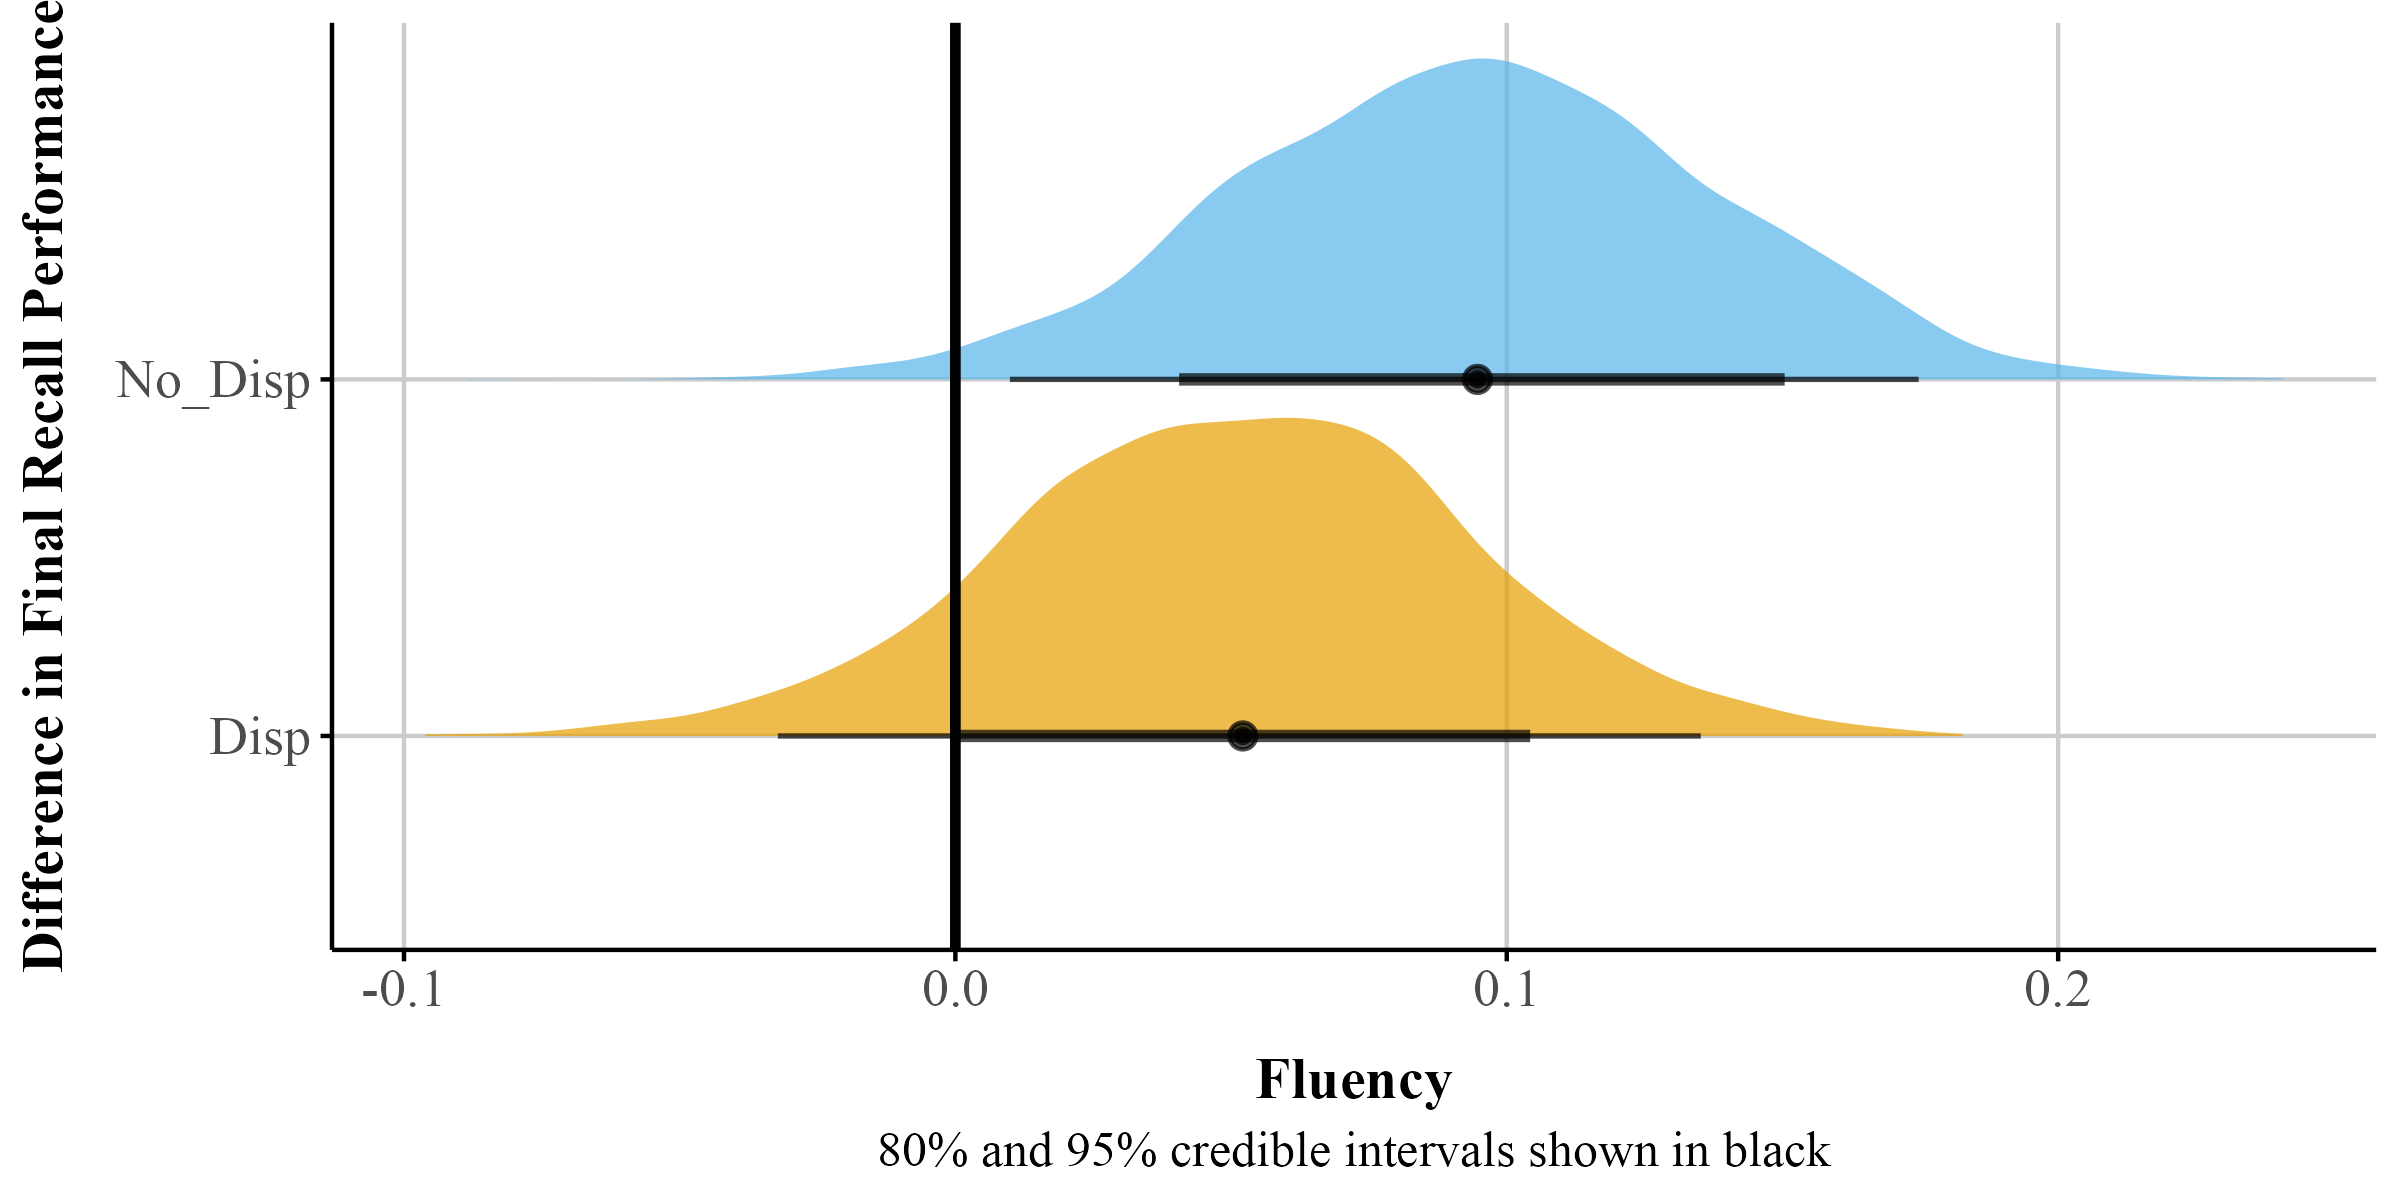 Difference in Final Recall Performance
No_Disp
Disp
-0.1
0.0
0.1
0.2
Fluency
80% and 95% credible intervals shown in black